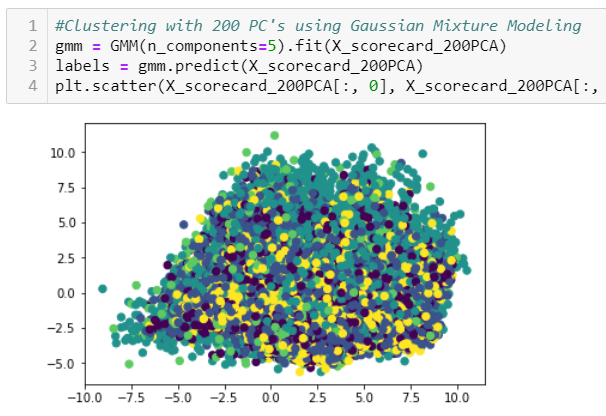 1 #Clustering with 200 PC's using Gaussian Mixture Modeling
2 gmm = GMM(n_components=5).fit(X_scorecard_200PCA)
3 labels = gmm.predict(X_scorecard_200PCA)
4 plt.scatter(X_scorecard_200PCA[:, 0], X_scorecard_200PCA[:,
10.0
7.5
5.0
2.5
0.0
−2.5
−5.0
−10.0 −7.5 −5.0 −2.5 0.0 2.5 5.0 7.5 10.0